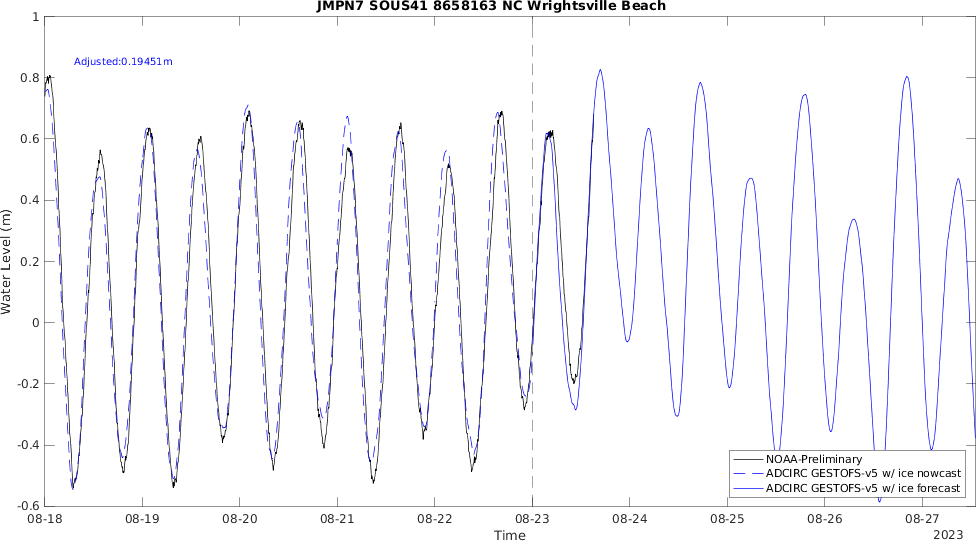 JMPN7 SOUS41 8658163 NC Wrightsville Beach
Adjusted:0.19451m
Water Level (m)
1
0.8
0.6
0.4
0.2
0
-0.2
-0.4
-0.6
NOAA-Preliminary
ADCIRC GESTOFS-v5 w/ ice nowcast
ADCIRC GESTOFS-v5 w/ ice forecast
08-18 08-19 08-20 08-21 08-22 08-23 08-24 08-25 08-26 08-27
Time
2023